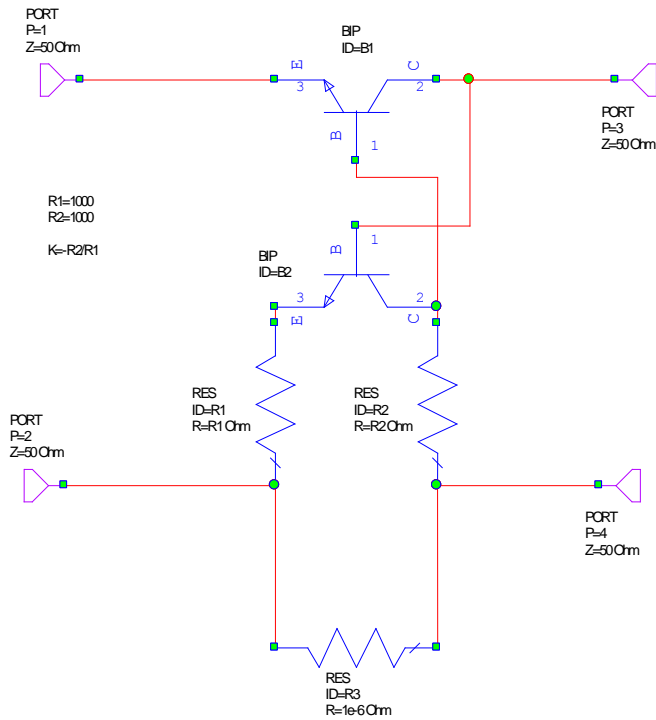 PORT
P=1
Z=50 Ohm
BIP
ID=B1
E
C
3
2
B
1
PORT
P=3
Z=50 Ohm
R1=1000
R2=1000
K=-R2/R1
BIP
ID=B2
B
1
3
2
E
C
RES
ID=R1
R=R1 Ohm
RES
ID=R2
R=R2 Ohm
PORT
P=2
Z=50 Ohm
PORT
P=4
Z=50 Ohm
RES
ID=R3
R=1e-6 Ohm